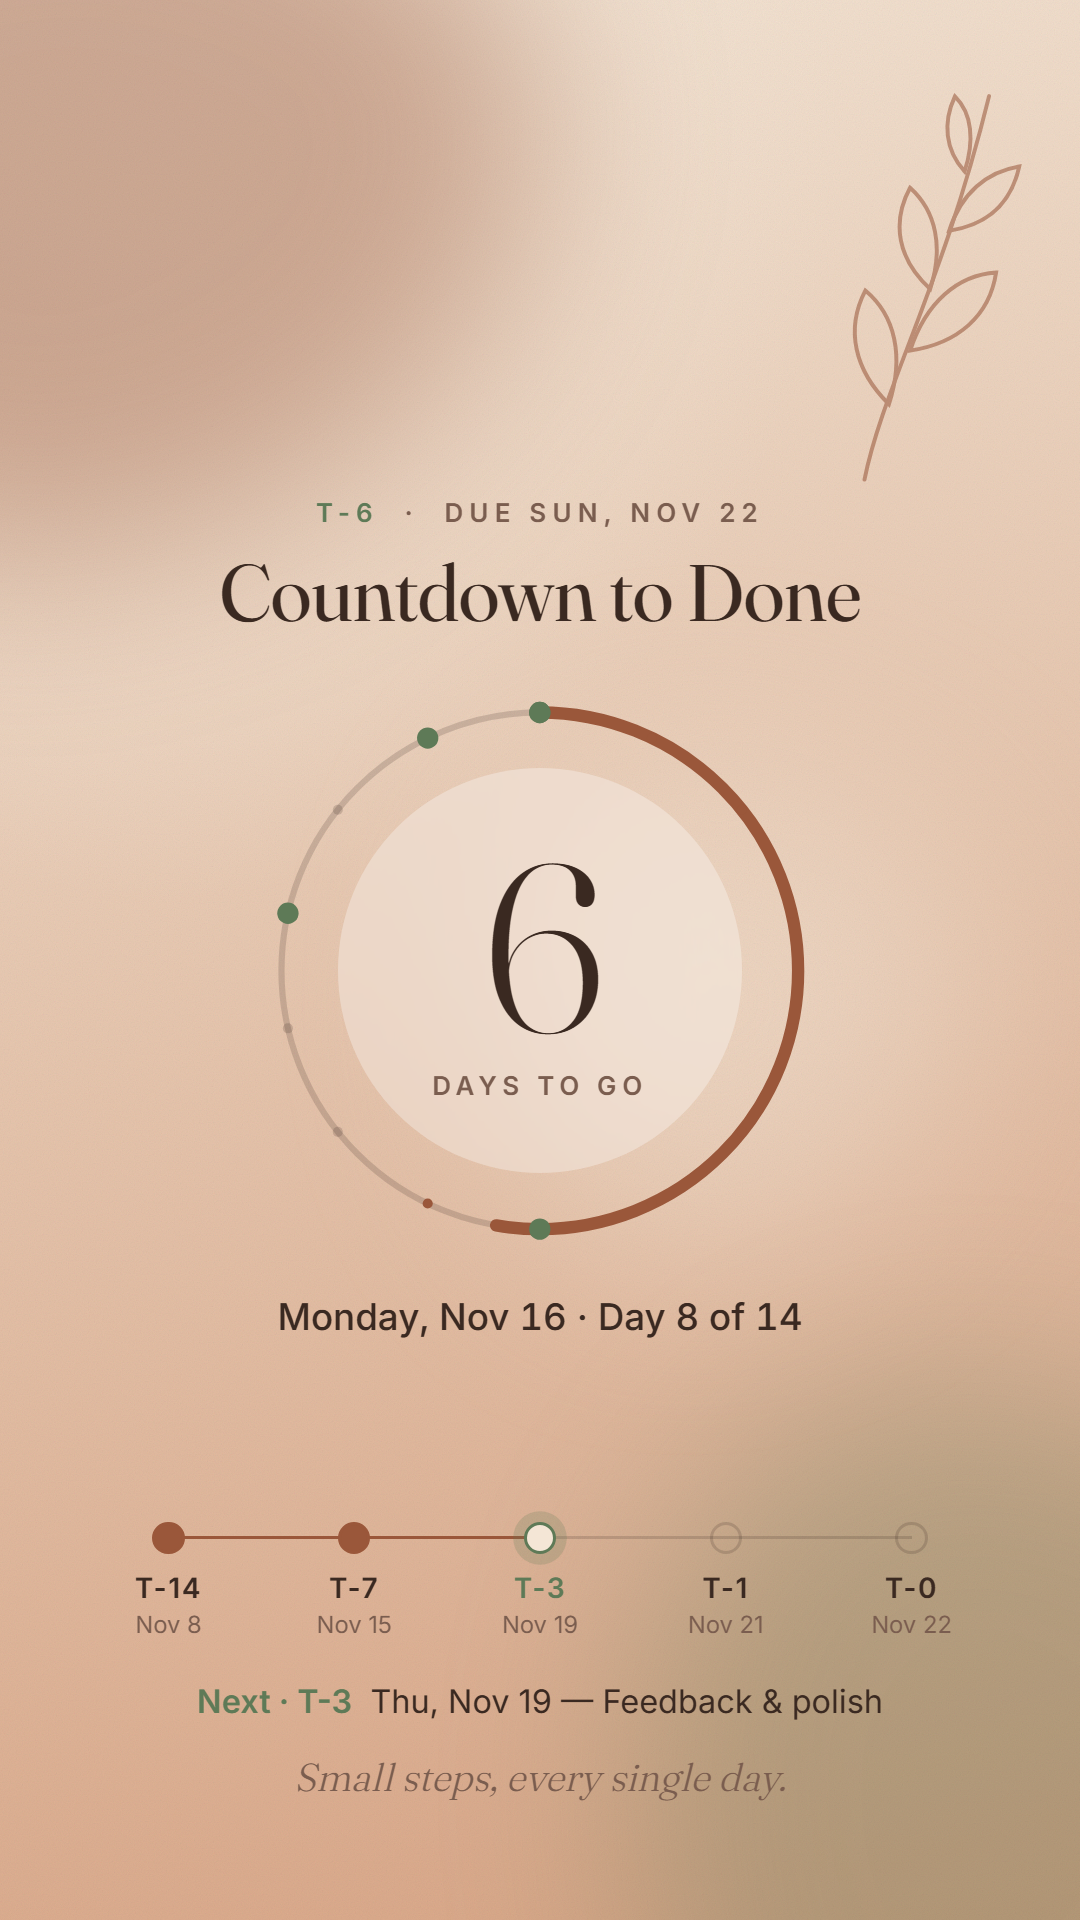 T-6 · DUE SUN, NOV 22
Countdown to Done
6
DAYS TO GO
Monday, Nov 16 · Day 8 of 14
T-14 T-7 T-3 T-1 T-0
Nov 8 Nov 15 Nov 19 Nov 21 Nov 22
Next · T-3 Thu, Nov 19 — Feedback & polish
Small steps, every single day.